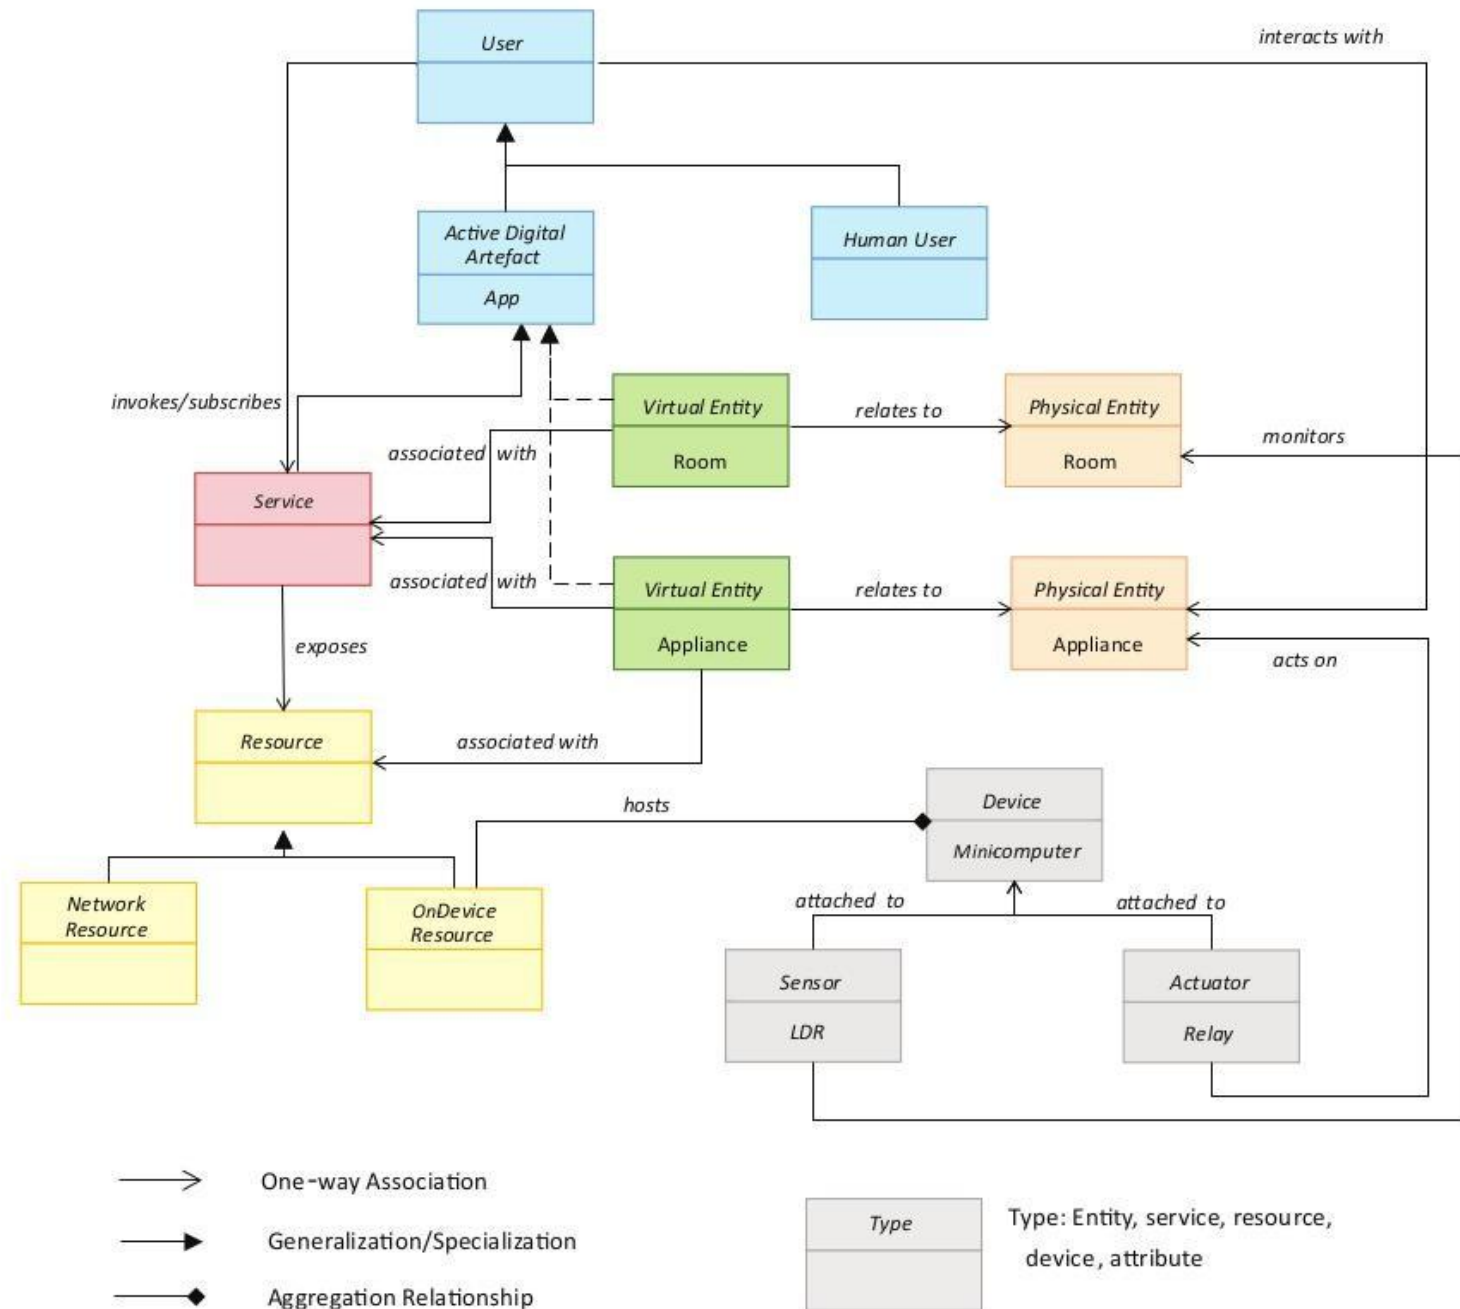 User
interacts with
Active Digital
Artefact
App
Human User
invokes/subscribes
Virtual Entity
Room
relates to
Physical Entity
Room
monitors
associated with
Service
associated with
Virtual Entity
Appliance
relates to
Physical Entity
Appliance
acts on
exposes
Resource
associated with
hosts
Device
Minicomputer
Network
Resource
OnDevice
Resource
attached to
attached to
Sensor
LDR
Actuator
Relay
One-way Association
Generalization/Specialization
Aggregation Relationship
Type
Type: Entity, service, resource,
device, attribute